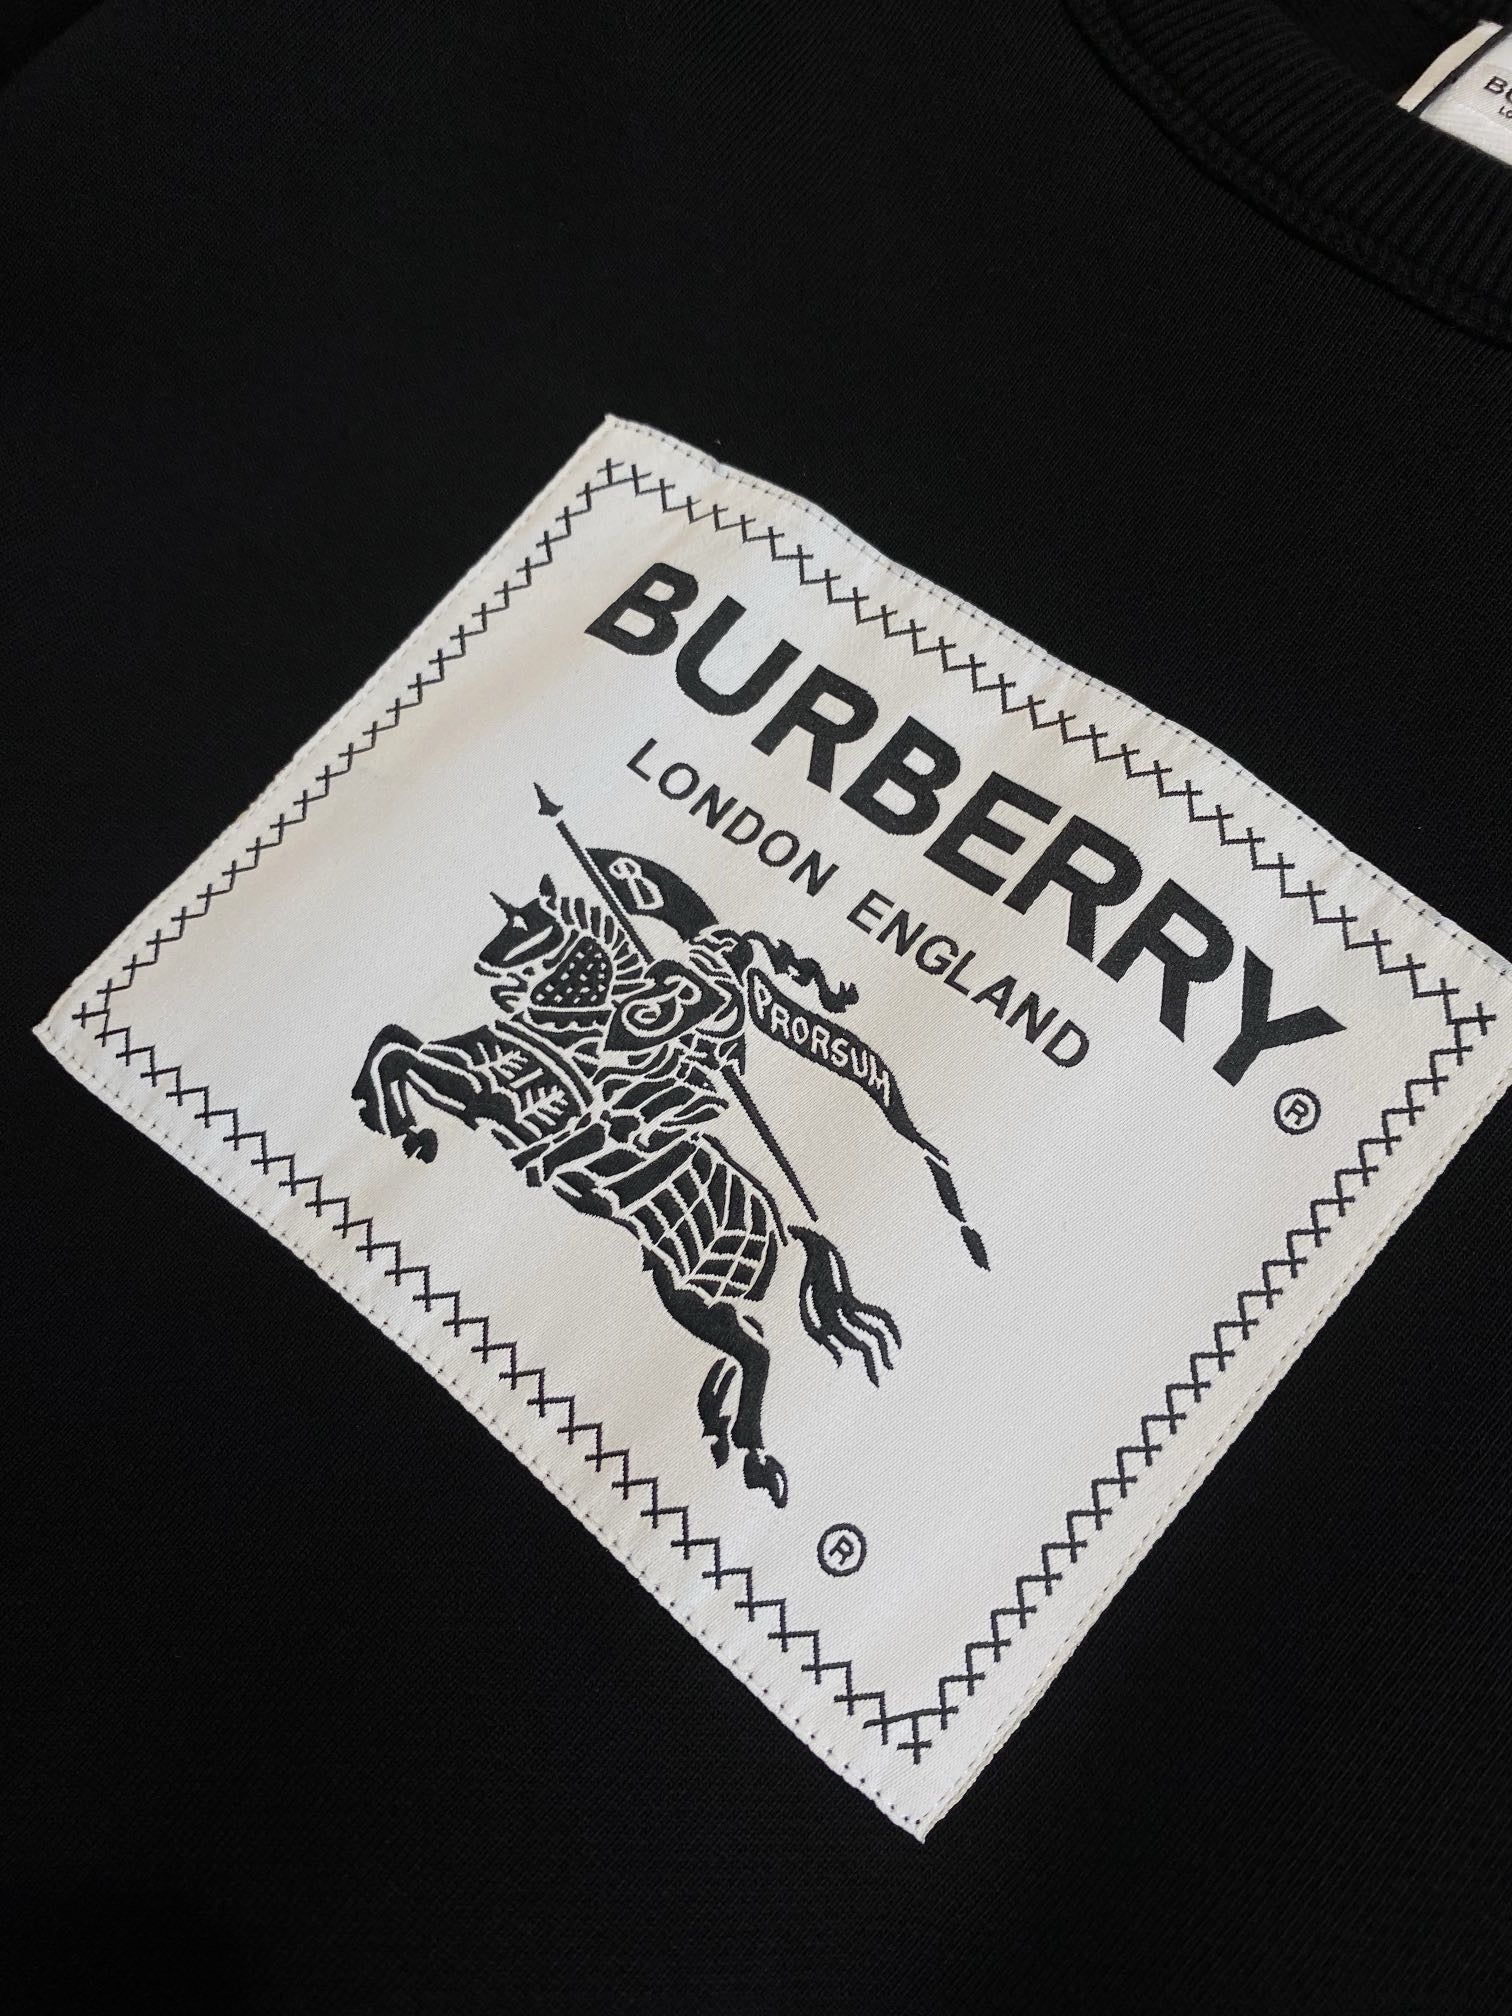 BURBERRY ®
LONDON ENGLAND
B
PRORSUM
®